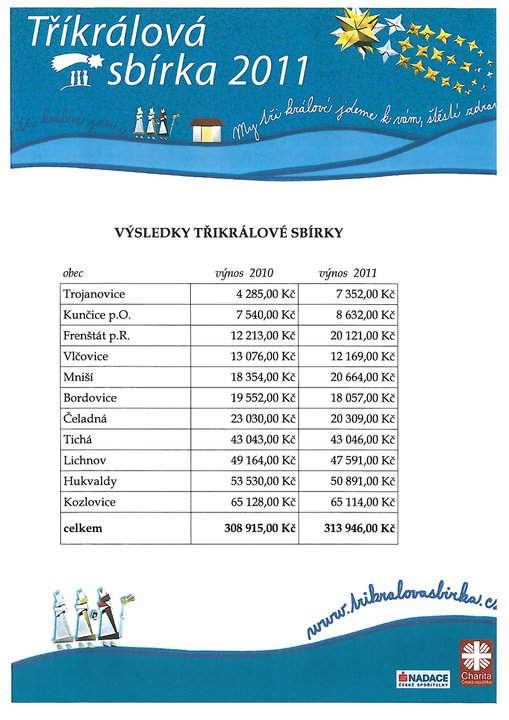 Tříkrálová
sbírka 2011
My tři králové jdeme k vám, štěstí zdra
VÝSLEDKY TŘIKRÁLOVÉ SBÍRKY
obec výnos 2010 výnos 2011
Trojanovice 4 285,00 Kč 7 352,00 Kč
Kunčice p.O. 7 540,00 Kč 8 632,00 Kč
Frenštát p.R. 12 213,00 Kč 20 121,00 Kč
Vlčovice 13 076,00 Kč 12 169,00 Kč
Mniší 18 354,00 Kč 20 664,00 Kč
Bordovice 19 552,00 Kč 18 057,00 Kč
Čeladná 23 030,00 Kč 20 309,00 Kč
Tichá 43 043,00 Kč 43 046,00 Kč
Lichnov 49 164,00 Kč 47 591,00 Kč
Hukvaldy 53 530,00 Kč 50 891,00 Kč
Kozlovice 65 128,00 Kč 65 114,00 Kč
celkem 308 915,00 Kč 313 946,00 Kč
www.trikralovasbirka.cz
NADACE
ČESKÉ SPOŘITELNY
Charita
Česká republika